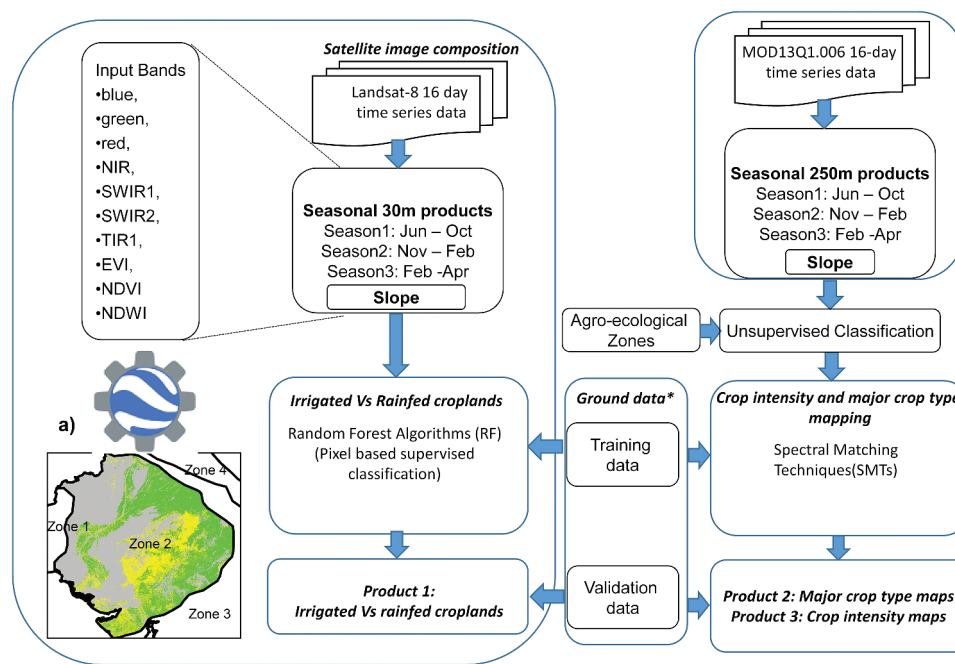 Input Bands
•blue,
•green,
•red,
•NIR,
•SWIR1,
•SWIR2,
•TIR1,
•EVI,
•NDVI
•NDWI
Satellite image composition
Landsat-8 16 day
time series data
Seasonal 30m products
Season1: Jun – Oct
Season2: Nov – Feb
Season3: Feb -Apr
Slope
MOD13Q1.006 16-day
time series data
Seasonal 250m products
Season1: Jun – Oct
Season2: Nov – Feb
Season3: Feb -Apr
Slope
Agro-ecological
Zones
Unsupervised Classification
a)
Zone 4
Zone 1
Zone 2
Zone 3
Irrigated Vs Rainfed croplands
Random Forest Algorithms (RF)
(Pixel based supervised
classification)
Ground data*
Training
data
Validation
data
Crop intensity and major crop type
mapping
Spectral Matching
Techniques(SMTs)
Product 1:
Irrigated Vs rainfed croplands
Product 2: Major crop type maps
Product 3: Crop intensity maps